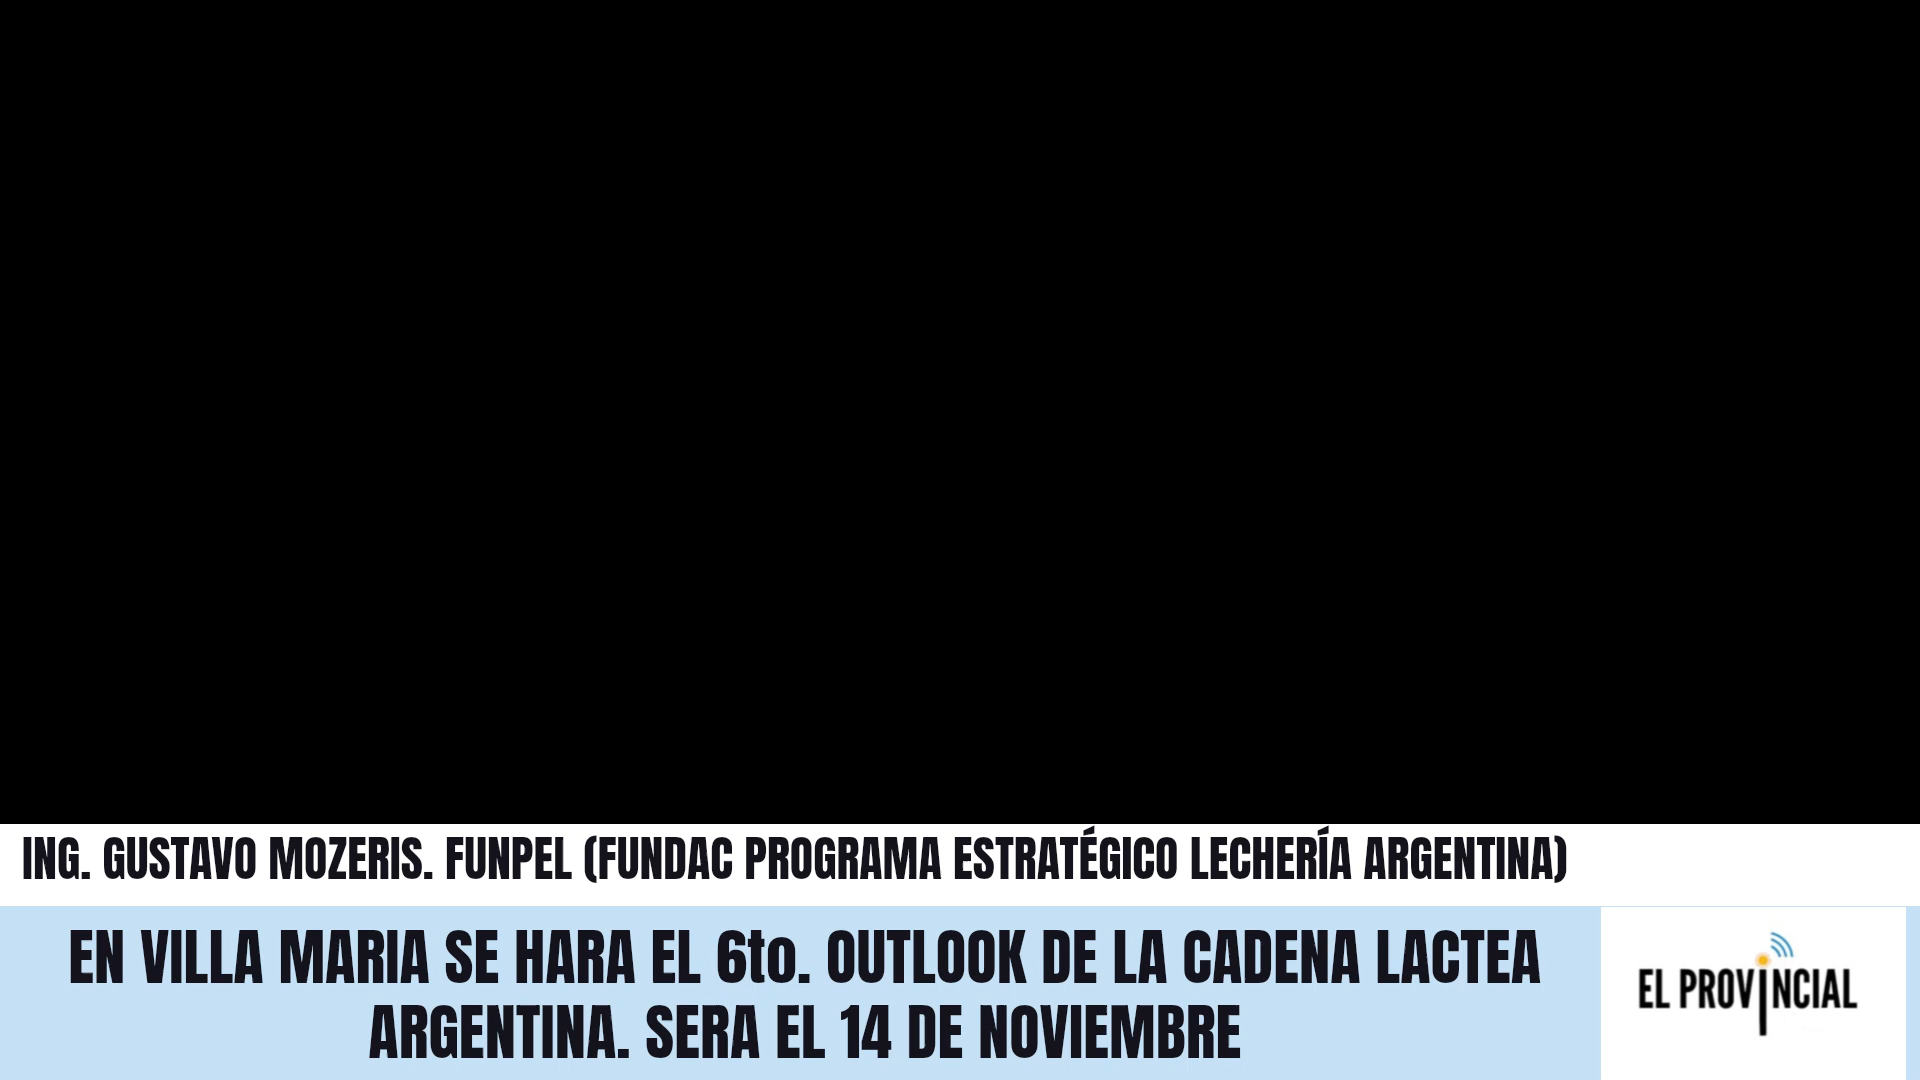 ING. GUSTAVO MOZERIS. FUNPEL (FUNDAC PROGRAMA ESTRATÉGICO LECHERÍA ARGENTINA)
EN VILLA MARIA SE HARA EL 6to. OUTLOOK DE LA CADENA LACTEA
ARGENTINA. SERA EL 14 DE NOVIEMBRE
EL PROVINCIAL